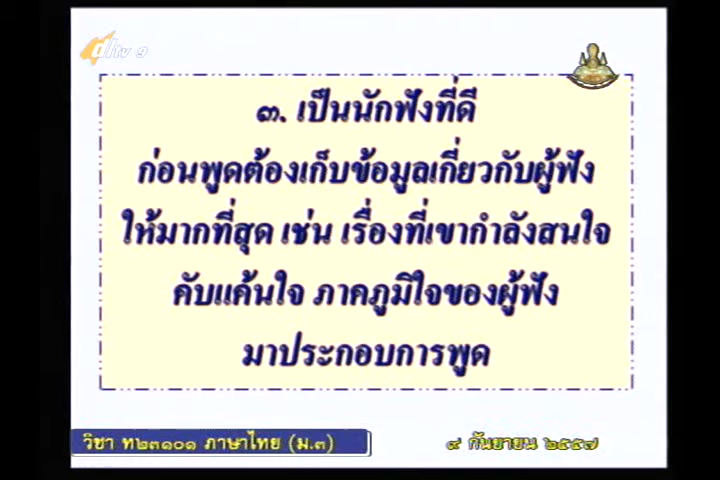 dltv 9
๓. เป็นนักฟังที่ดี
ก่อนพูดต้องเก็บข้อมูลเกี่ยวกับผู้ฟัง
ให้มากที่สุด เช่น เรื่องที่เขากำลังสนใจ
คับแค้นใจ ภาคภูมิใจของผู้ฟัง
มาประกอบการพูด
วิชา ท๒๓๑๐๑ ภาษาไทย (ม.๓)
๙ กันยายน ๒๕๕๗